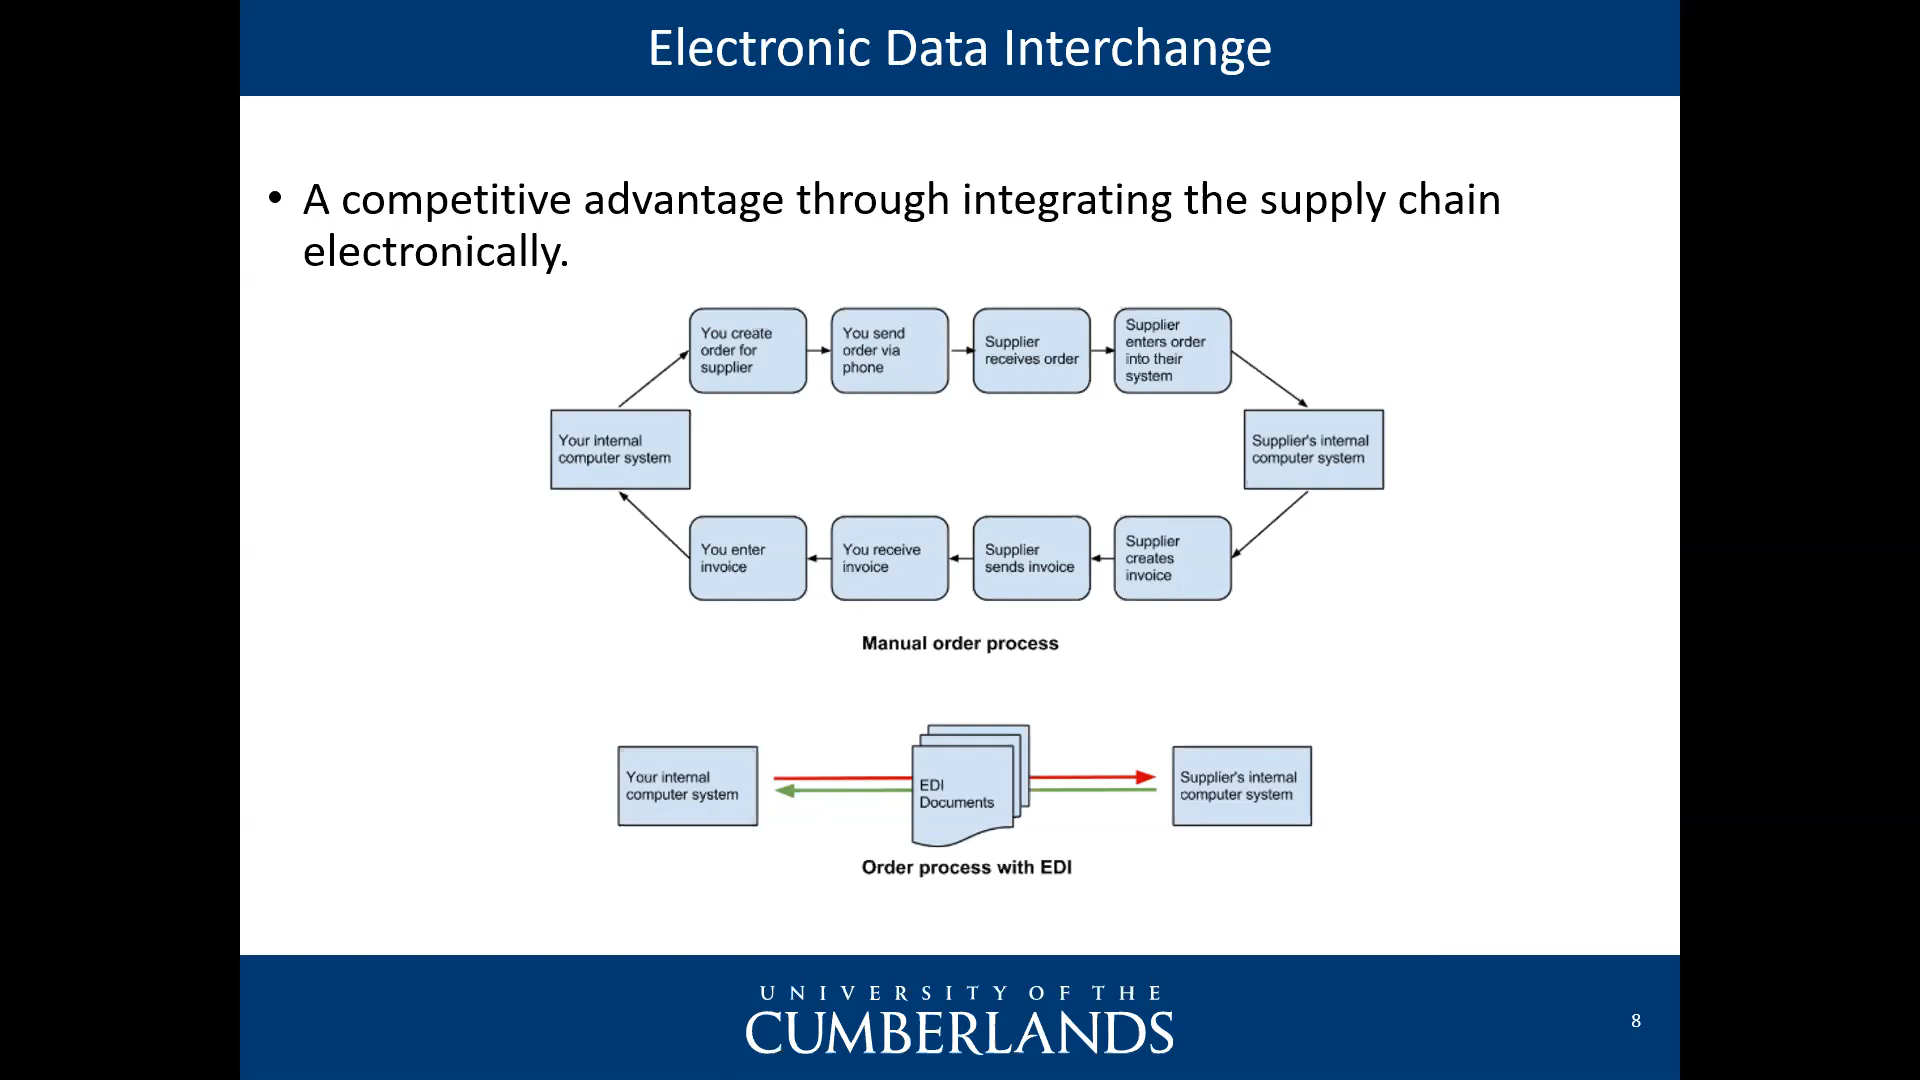 Electronic Data Interchange
• A competitive advantage through integrating the supply chain
electronically.
You create
order for
supplier
You send
order via
phone
Supplier
receives order
Supplier
enters order
into their
system
Your internal
computer system
Supplier's internal
computer system
You enter
invoice
You receive
invoice
Supplier
sends invoice
Supplier
creates
invoice
Manual order process
Your internal
computer system
EDI
Documents
Supplier's internal
computer system
Order process with EDI
UNIVERSITY OF THE
CUMBERLANDS
8